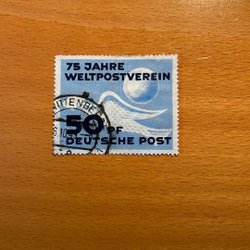 75 JAHRE
WELTPOSTVEREIN
50 PF
DEUTSCHE POST